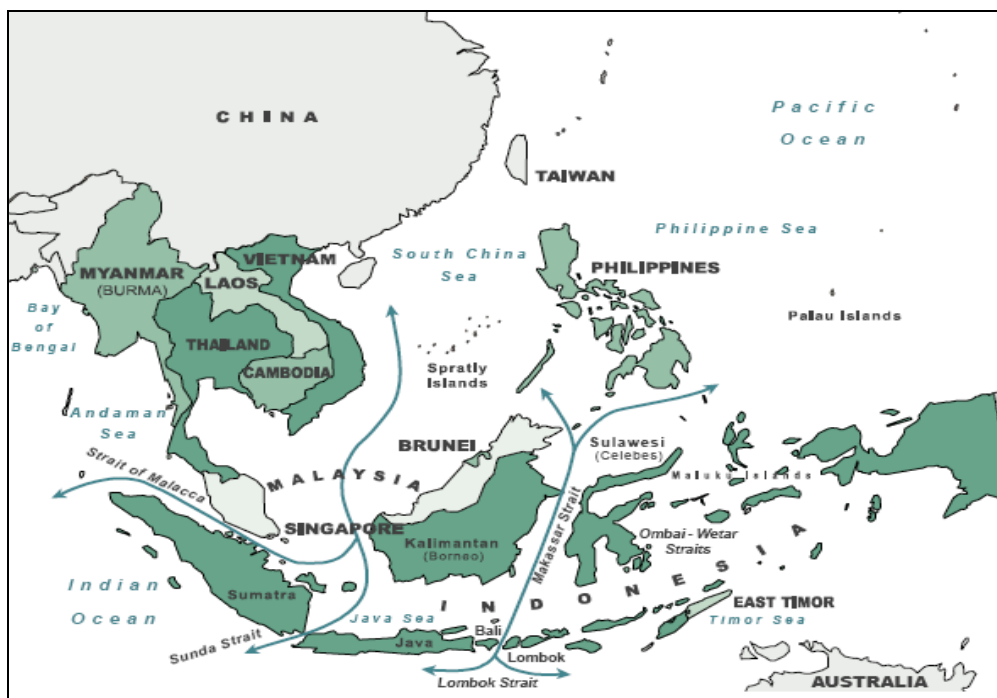 CHINA
Pacific
Ocean
TAIWAN
Philippine Sea
South China
Sea
VIETNAM
MYANMAR
(BURMA)
LAOS
PHILIPPINES
Bay
of
Bengal
Palau Islands
THAILAND
CAMBODIA
Spratly
Islands
Andaman
Sea
BRUNEI
Sulawesi
(Celebes)
Strait of Malacca
MALAYSIA
Maluku Islands
SINGAPORE
Makassar Strait
Ombai - Wetar
Straits
Kalimantan
(Borneo)
Indian
Ocean
Sumatra
INDONESIA
EAST TIMOR
Timor Sea
Java Sea
Bali
Sunda Strait
Java
Lombok
Lombok Strait
AUSTRALIA